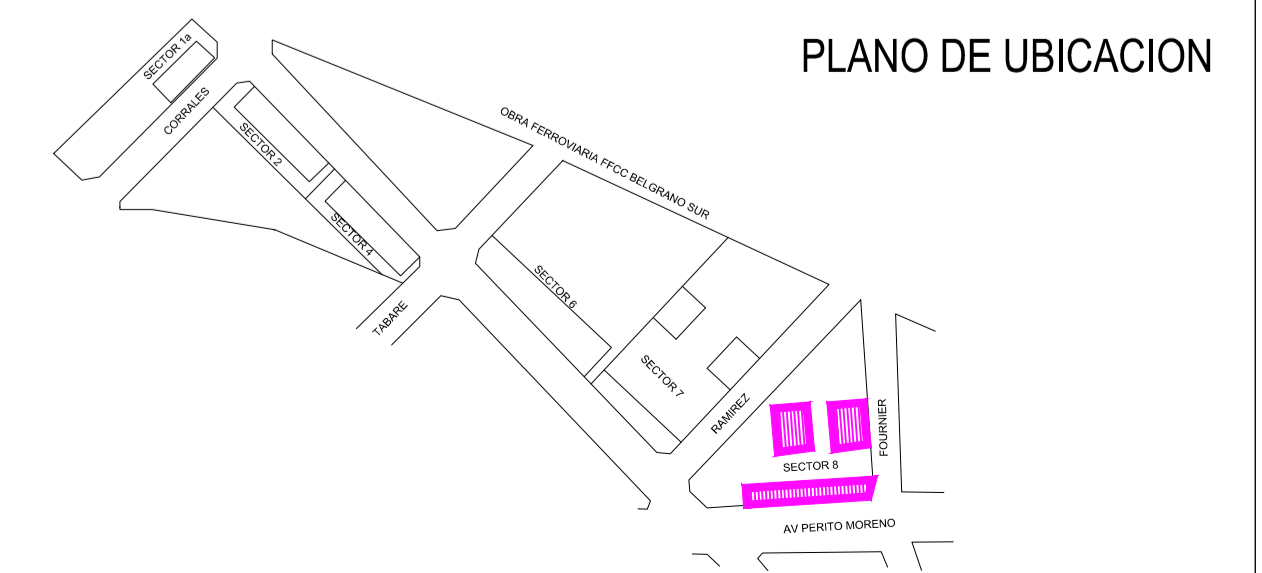 PLANO DE UBICACION
SECTOR 1a
CORRALES
SECTOR 2
SECTOR 4
TABARE
OBRA FERROVIARIA FFCC BELGRANO SUR
SECTOR 6
SECTOR 7
RAMIREZ
FOURNIER
SECTOR 8
AV PERITO MORENO